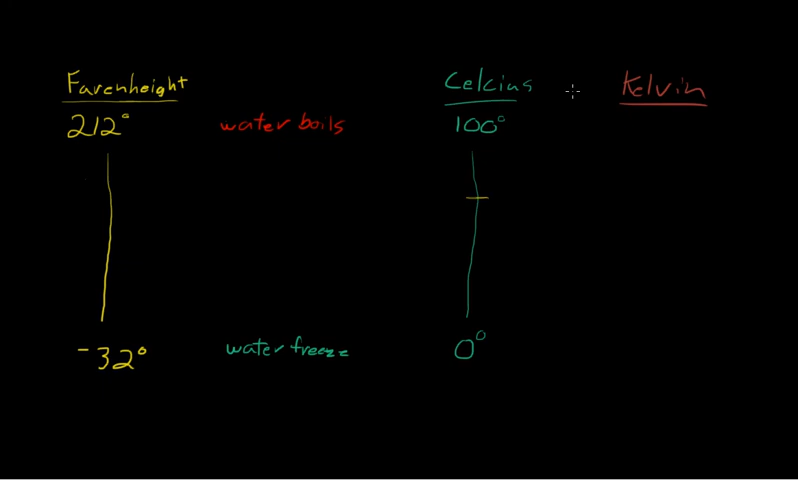 Farenheight Celcius Kelvin
212° water boils 100°
-32° water freeze 0°